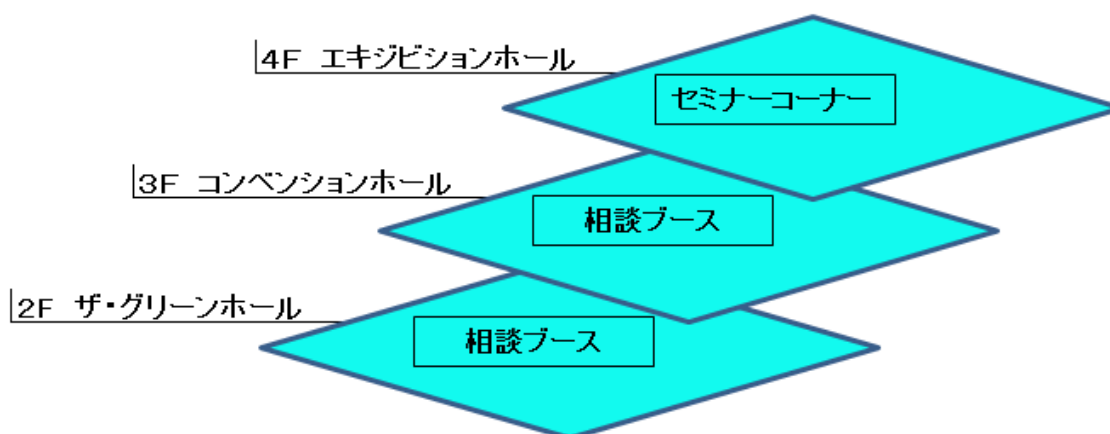 4F エキジビションホール
セミナーコーナー
3F コンベンションホール
相談ブース
2F ザ・グリーンホール
相談ブース